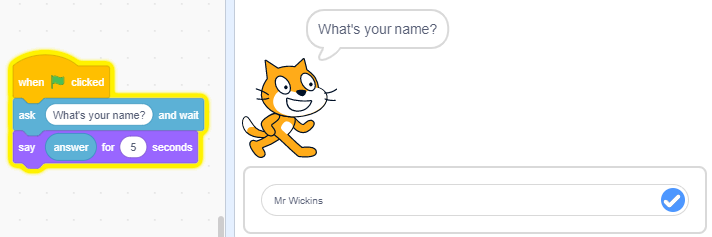 when clicked
ask What's your name? and wait
say answer for 5 seconds
What's your name?
Mr Wickins